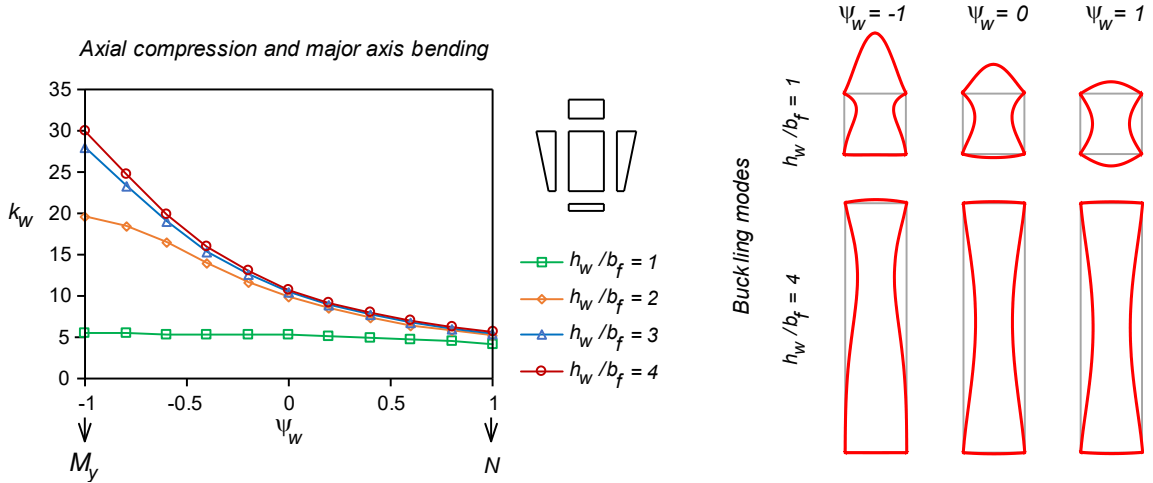 Axial compression and major axis bending
35
30
25
20
15
10
5
0
k_w
-1
-0.5
0
0.5
1
ψ_w
M_y
N
h_w/b_f = 1
h_w/b_f = 2
h_w/b_f = 3
h_w/b_f = 4
Buckling modes
ψ_w = -1
ψ_w = 0
ψ_w = 1
h_w/b_f = 1
h_w/b_f = 4